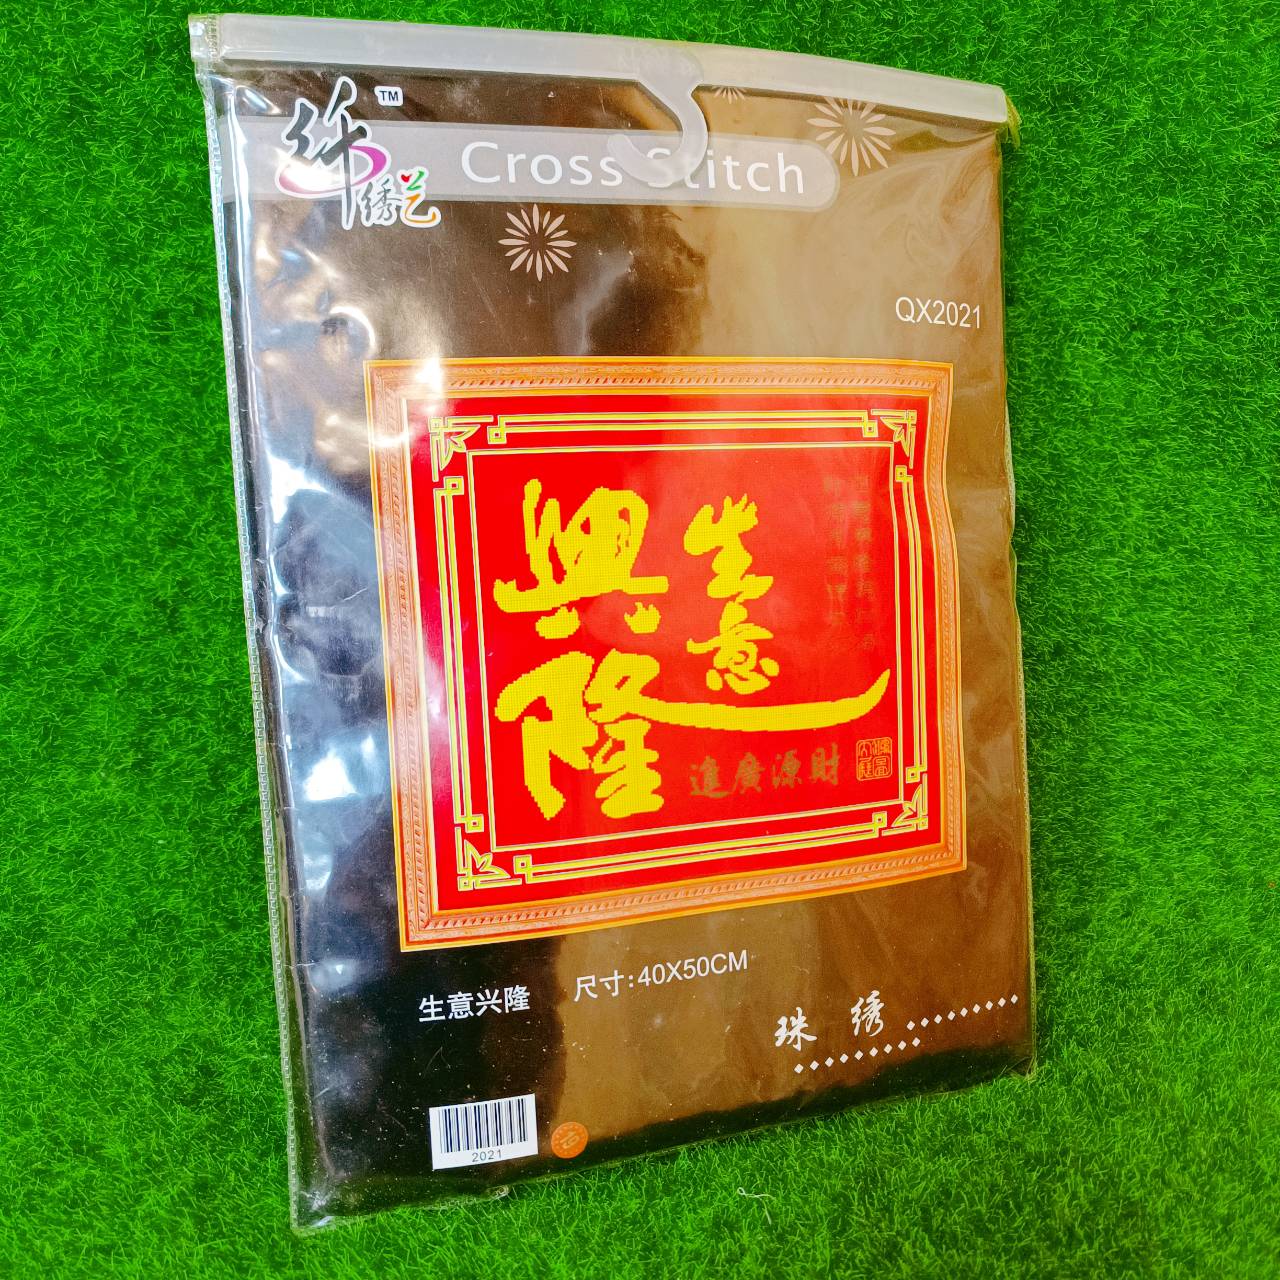 纤绣艺
TM
Cross Stitch
QX2021
生意
興隆
進廣源財
生意兴隆
尺寸:40X50CM
珠 绣
2021